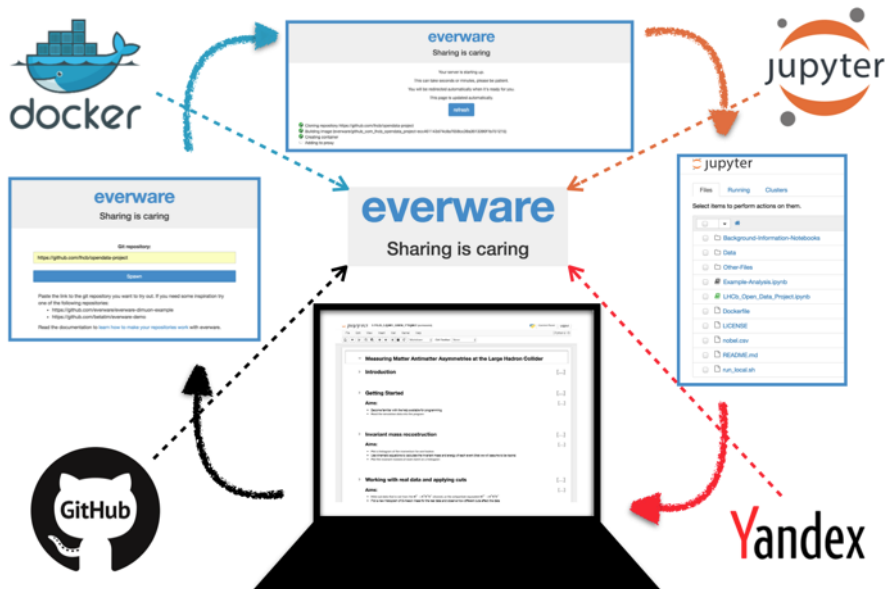 docker
everware
Sharing is caring
Your server is starting up.
This can take seconds or minutes, please be patient.
You will be redirected automatically when it's ready for you.
This page is updated automatically.
refresh
Cloning repository https://github.com/lhcb/opendata-project
Creating container
Adding to proxy
jupyter
everware
Sharing is caring
Git repository:
https://github.com/lhcb/opendata-project
Spawn
Paste the link to the git repository you want to try out. If you need some inspiration try
one of the following repositories:
• https://github.com/everware/everware-dimuon-example
• https://github.com/betatim/everware-demo
Read the documentation to learn how to make your repositories work with everware.
everware
Sharing is caring
jupyter
Files Running Clusters
Select items to perform actions on them.
Background-Information-Notebooks
Data
Other-Files
Example-Analysis.ipynb
LHCb_Open_Data_Project.ipynb
Dockerfile
LICENSE
nobel.csv
README.md
run_local.sh
Measuring Matter Antimatter Asymmetries at the Large Hadron Collider
Introduction
Getting Started
Aims:
Invariant mass reconstruction
Aims:
Working with real data and applying cuts
Aims:
GitHub
Yandex